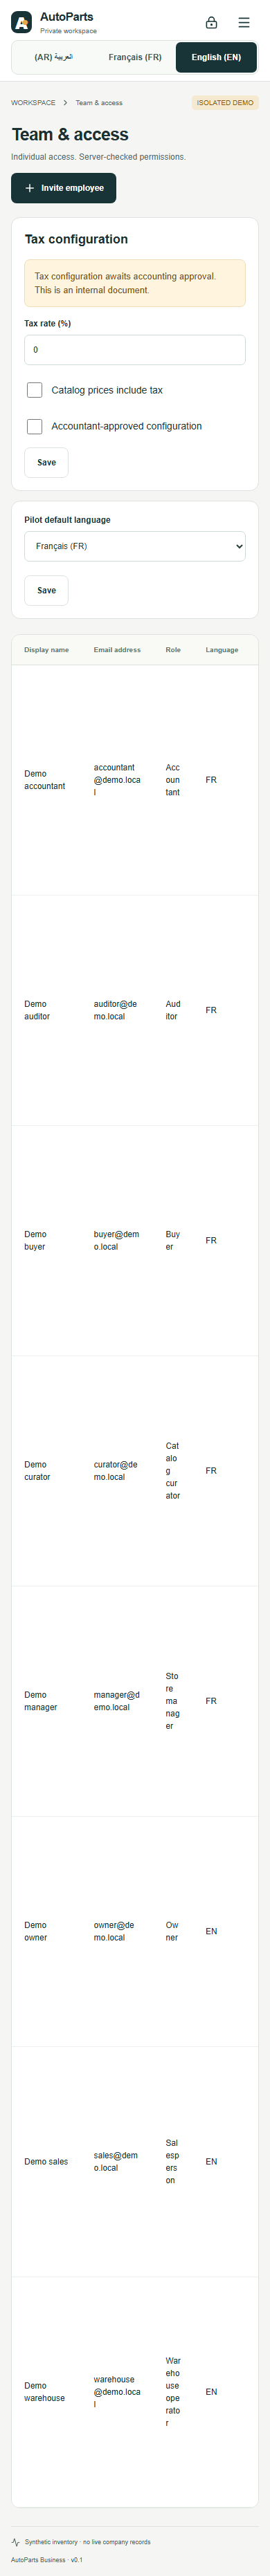 AutoParts
Private workspace
العربية (AR)
Français (FR)
English (EN)
WORKSPACE > Team & access
ISOLATED DEMO
Team & access
Individual access. Server-checked permissions.
+ Invite employee
Tax configuration
Tax configuration awaits accounting approval.
This is an internal document.
Tax rate (%)
0
Catalog prices include tax
Accountant-approved configuration
Save
Pilot default language
Français (FR)
Save
Display name Email address Role Language
Demo
accountant
accountant
@demo.loca
l
Acc
oun
tant
FR
Demo
auditor
auditor@de
mo.local
Aud
itor
FR
Demo
buyer
buyer@dem
o.local
Buy
er
FR
Demo
curator
curator@de
mo.local
Cat
alo
g
cur
ator
FR
Demo
manager
manager@d
emo.local
Sto
re
ma
nag
er
FR
Demo
owner
owner@de
mo.local
Ow
ner
EN
Demo sales
sales@dem
o.local
Sal
esp
ers
on
EN
Demo
warehouse
warehouse
@demo.loca
l
War
eho
use
ope
rato
r
EN
Synthetic inventory · no live company records
AutoParts Business · v0.1